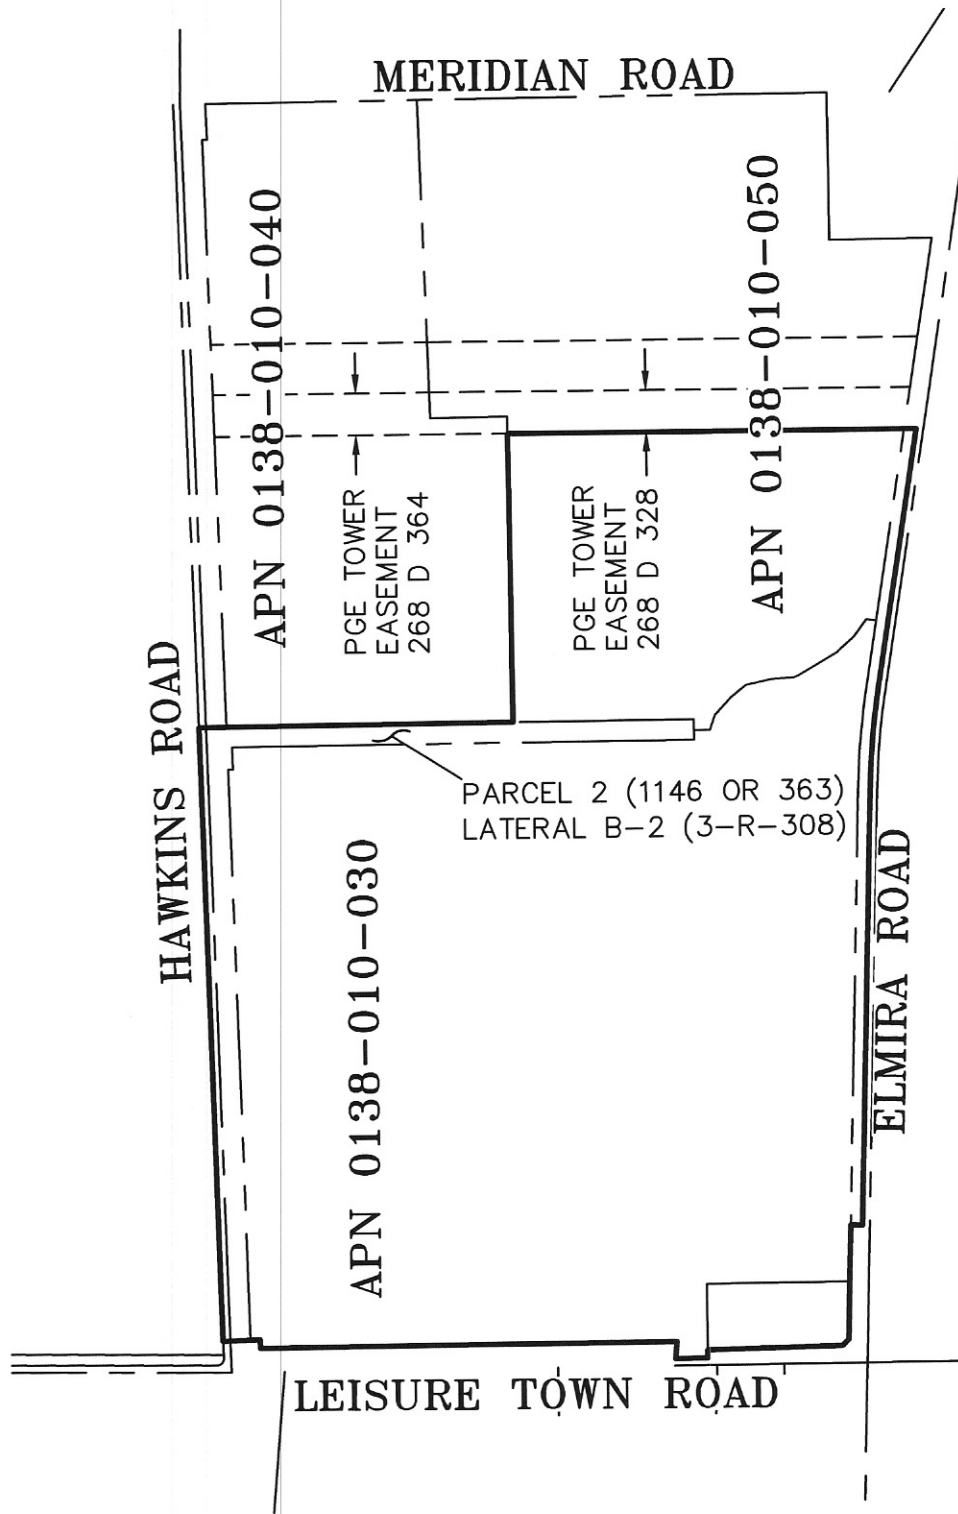 MERIDIAN ROAD
APN 0138-010-040
APN 0138-010-050
PGE TOWER
EASEMENT
268 D 364
PGE TOWER
EASEMENT
268 D 328
HAWKINS ROAD
PARCEL 2 (1146 OR 363)
LATERAL B-2 (3-R-308)
APN 0138-010-030
ELMIRA ROAD
LEISURE TOWN ROAD